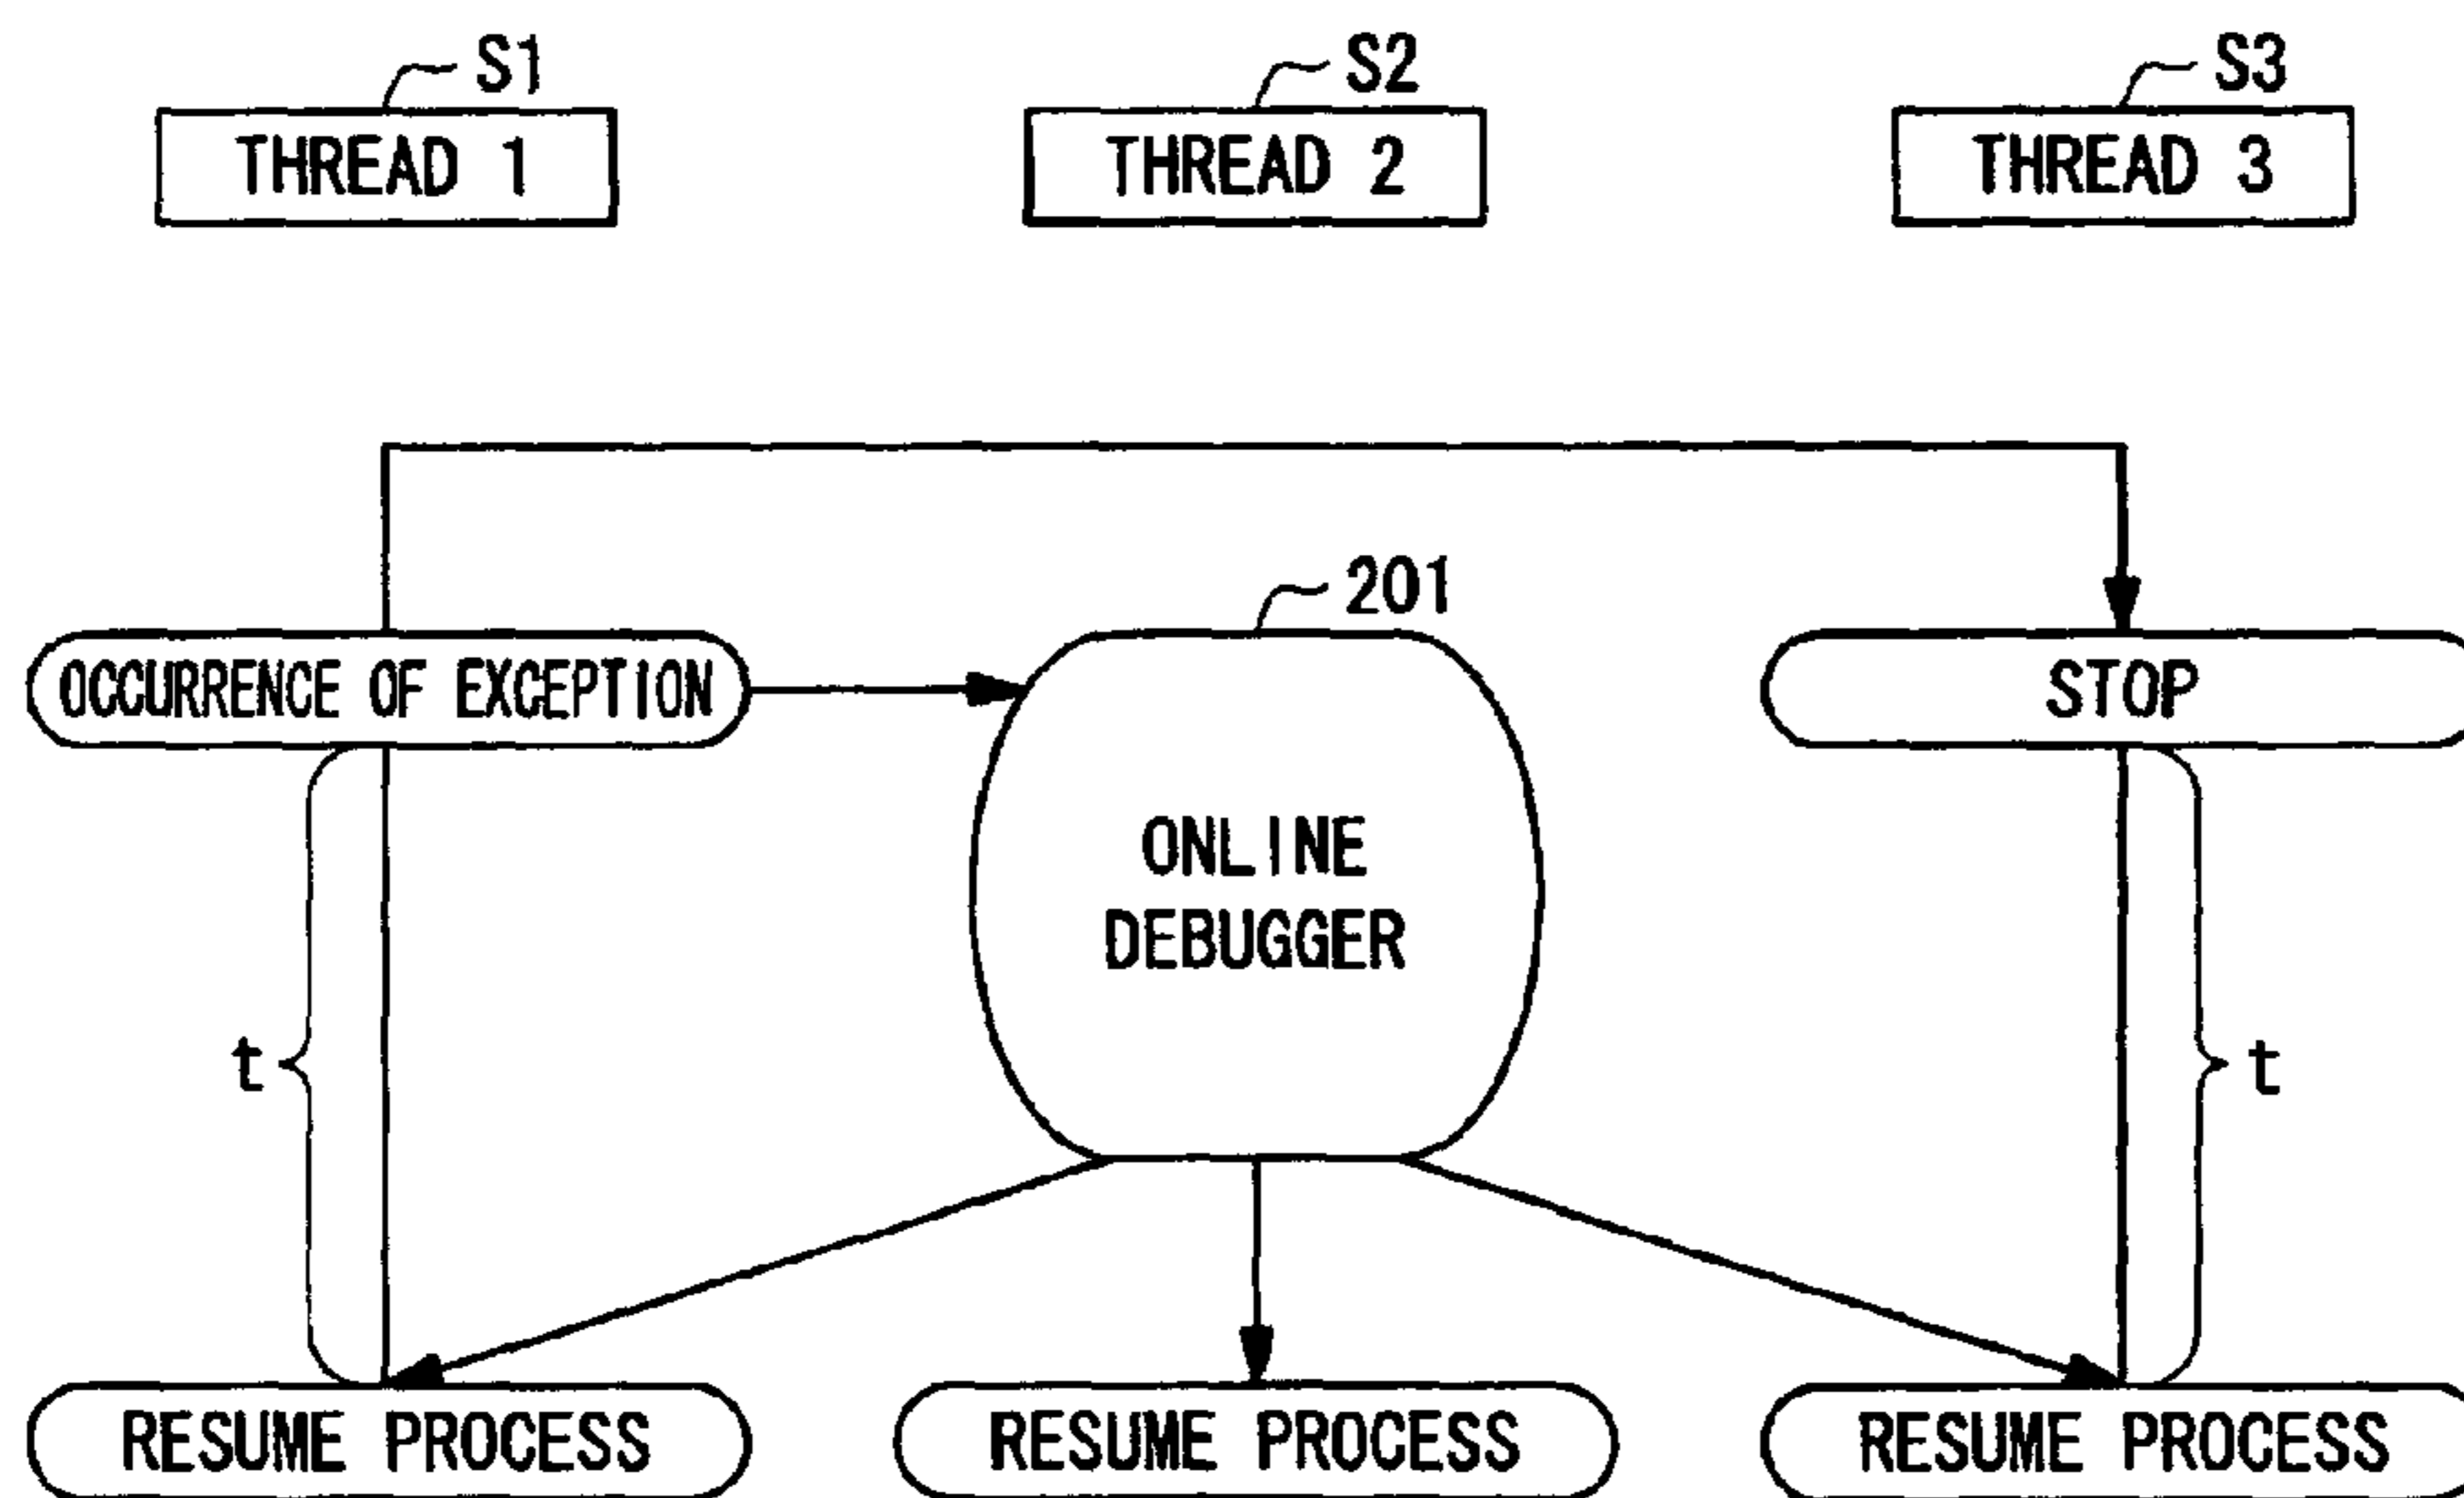 S1
S2
S3
THREAD 1
THREAD 2
THREAD 3
201
OCCURRENCE OF EXCEPTION
STOP
ONLINE
DEBUGGER
t
t
RESUME PROCESS
RESUME PROCESS
RESUME PROCESS